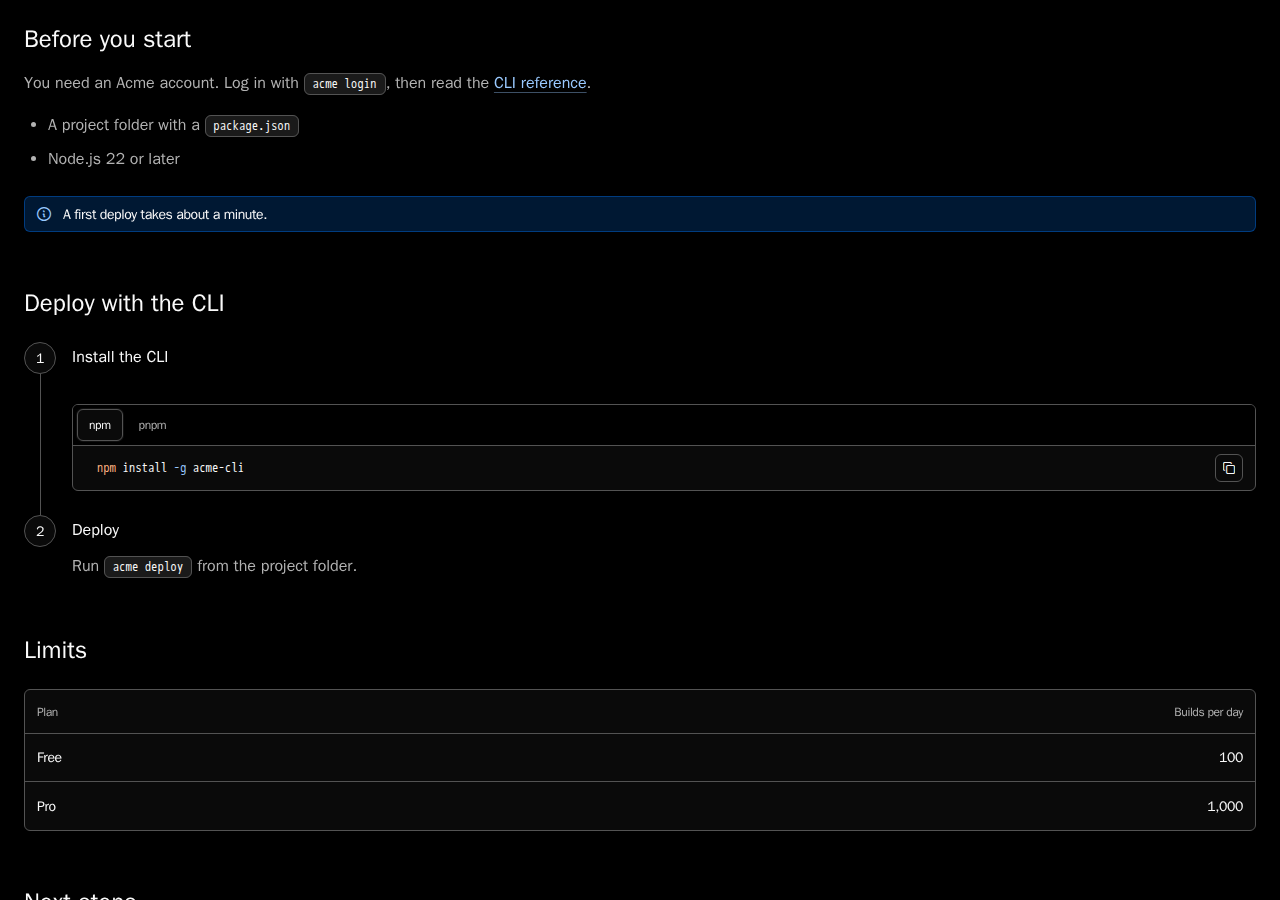 Before you start
You need an Acme account. Log in with acme login, then read the CLI reference.
A project folder with a package.json
Node.js 22 or later
A first deploy takes about a minute.
Deploy with the CLI
1 Install the CLI
npm pnpm
npm install -g acme-cli
2 Deploy
Run acme deploy from the project folder.
Limits
Plan Builds per day
Free 100
Pro 1,000
Next steps